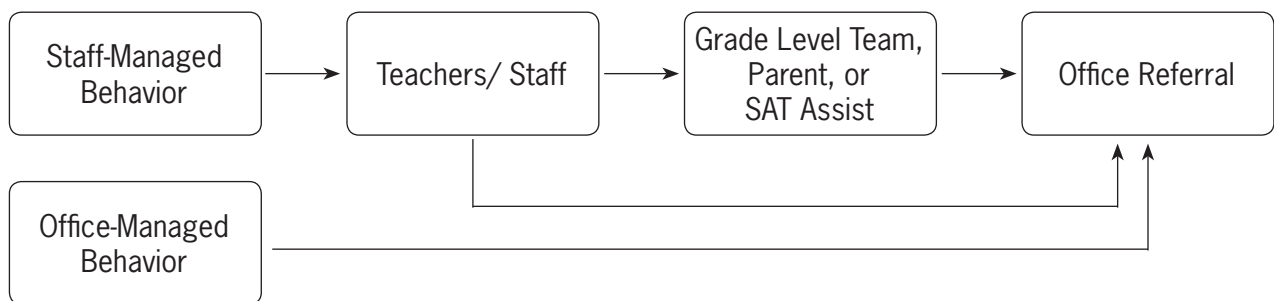 Staff-Managed
Behavior
Teachers/ Staff
Grade Level Team,
Parent, or
SAT Assist
Office Referral
Office-Managed
Behavior